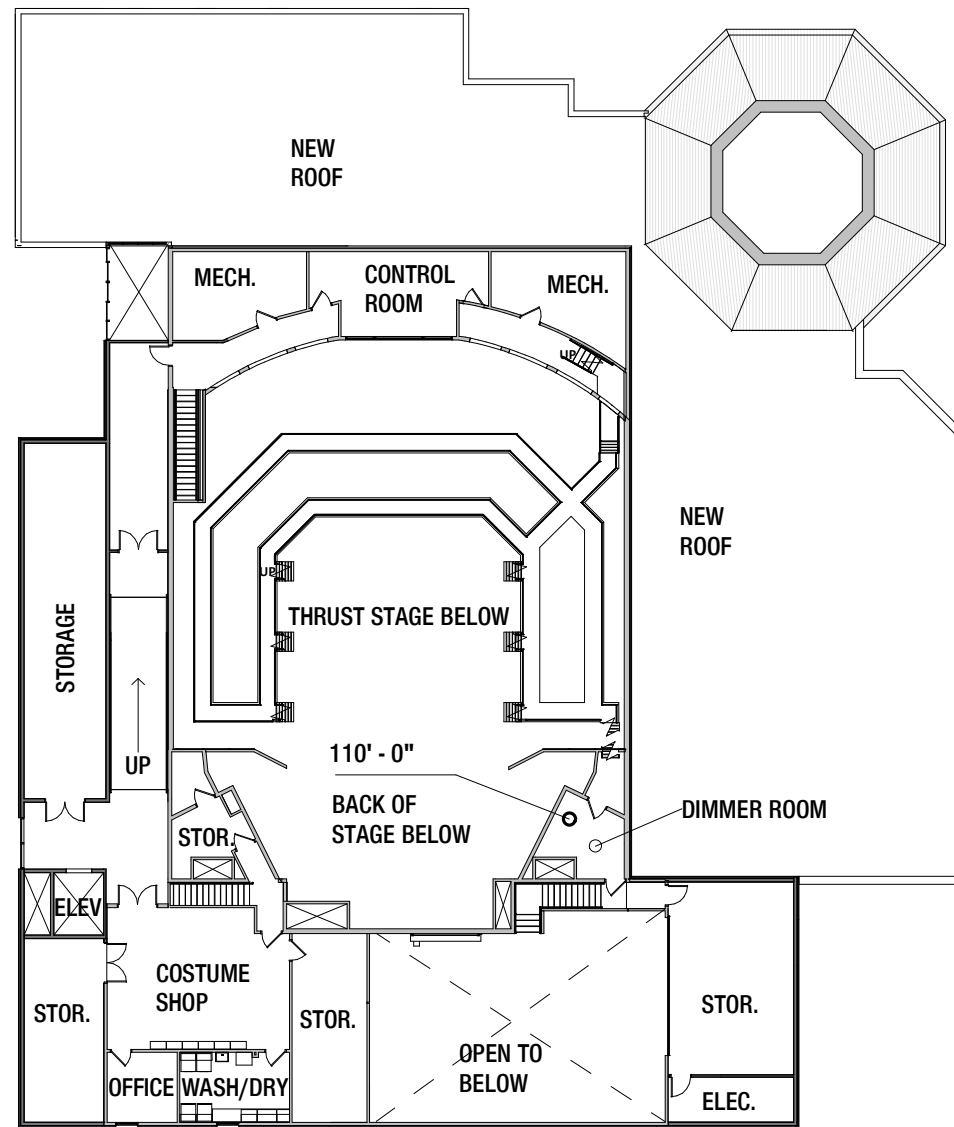 NEW
ROOF
MECH.
CONTROL
ROOM
MECH.
UP
NEW
ROOF
UP
THRUST STAGE BELOW
STORAGE
UP
110' - 0"
BACK OF
STAGE BELOW
DIMMER ROOM
STOR.
ELEV
COSTUME
SHOP
STOR.
STOR.
STOR.
OPEN TO
BELOW
OFFICE
WASH/DRY
ELEC.